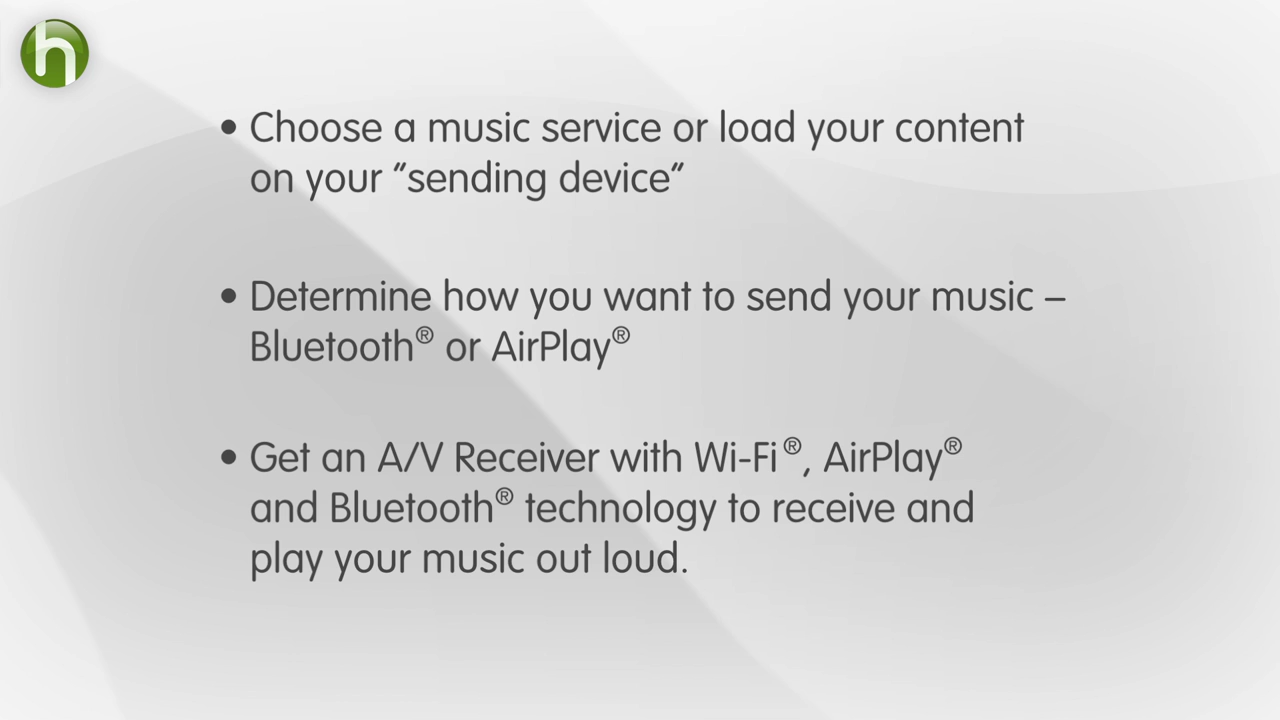 h
• Choose a music service or load your content
on your “sending device”
• Determine how you want to send your music –
Bluetooth® or AirPlay®
• Get an A/V Receiver with Wi-Fi®, AirPlay®
and Bluetooth® technology to receive and
play your music out loud.